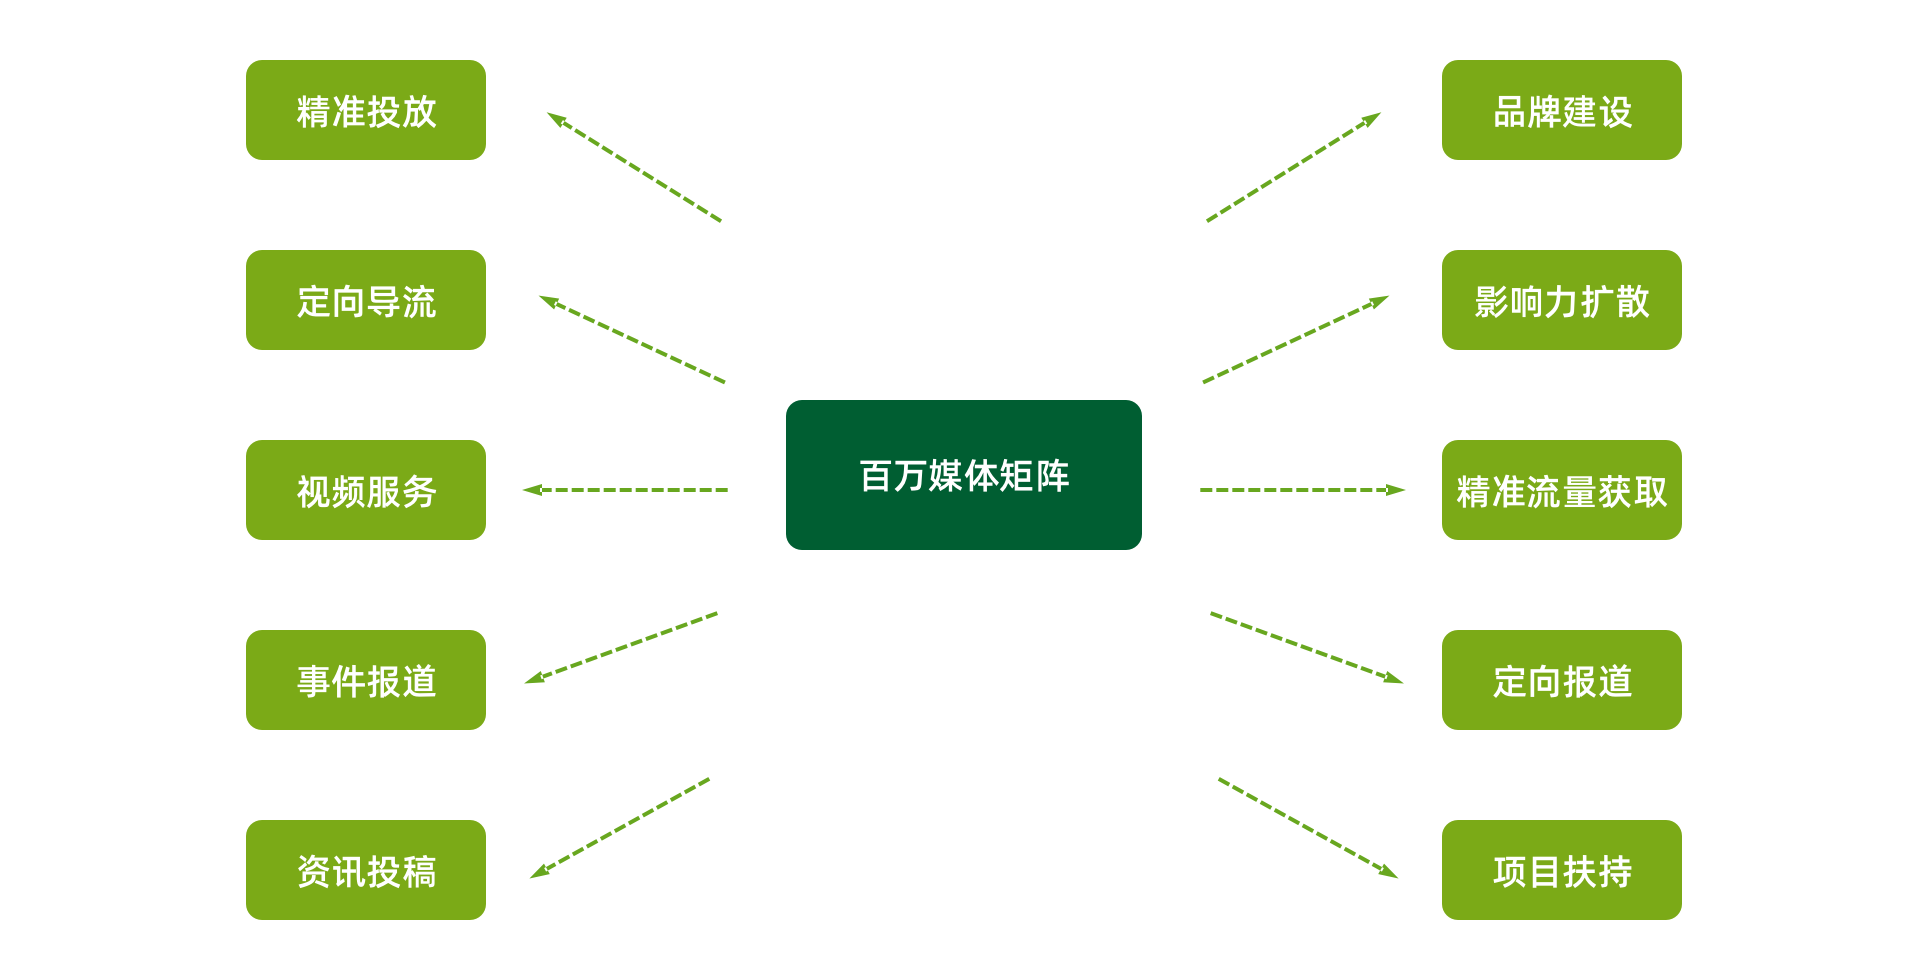 精准投放
定向导流
视频服务
事件报道
资讯投稿
百万媒体矩阵
品牌建设
影响力扩散
精准流量获取
定向报道
项目扶持